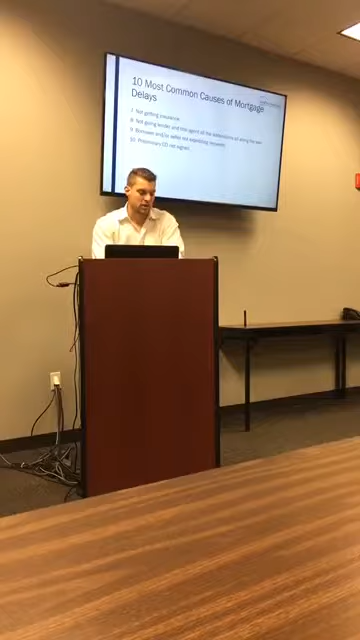 10 Most Common Causes of Mortgage
Delays
7. Not getting insurance.
8. Not giving lender and title agent all the addendums all along the way
9. Borrower and/or seller not expediting requests
10. Preliminary CD not signed.